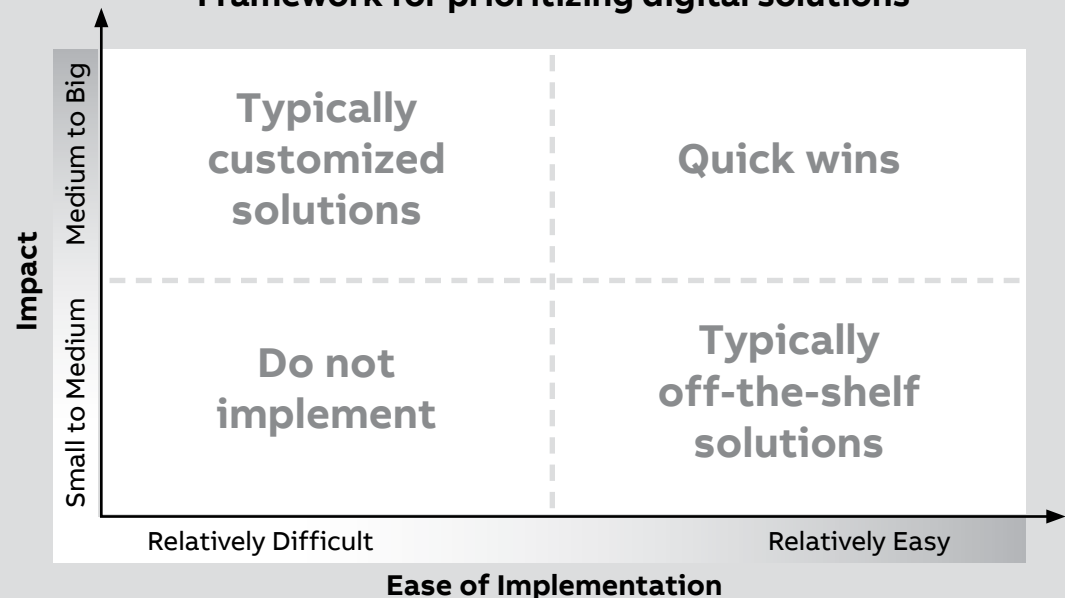 Framework for prioritizing digital solutions
Impact
Medium to Big
Small to Medium
Typically
customized
solutions
Quick wins
Do not
implement
Typically
off-the-shelf
solutions
Relatively Difficult
Relatively Easy
Ease of Implementation